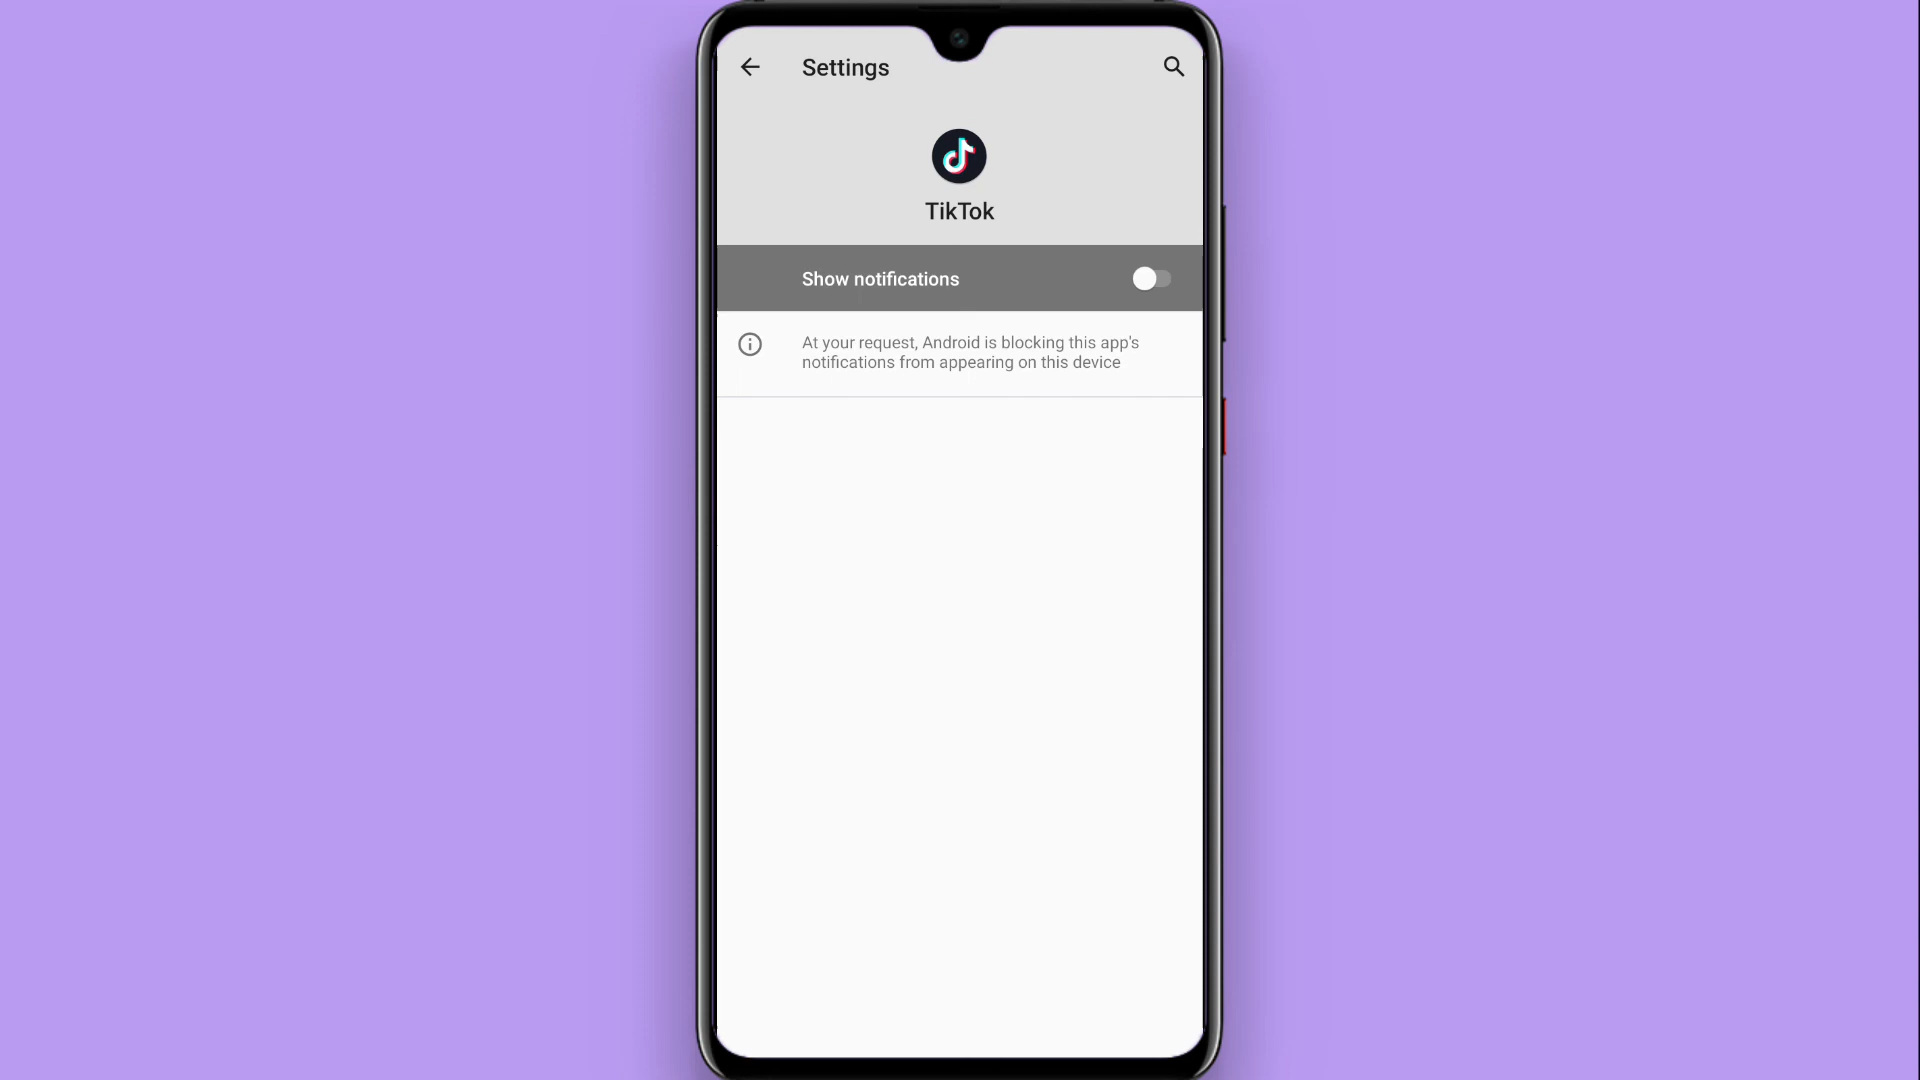 Settings
TikTok
Show notifications
At your request, Android is blocking this app's
notifications from appearing on this device